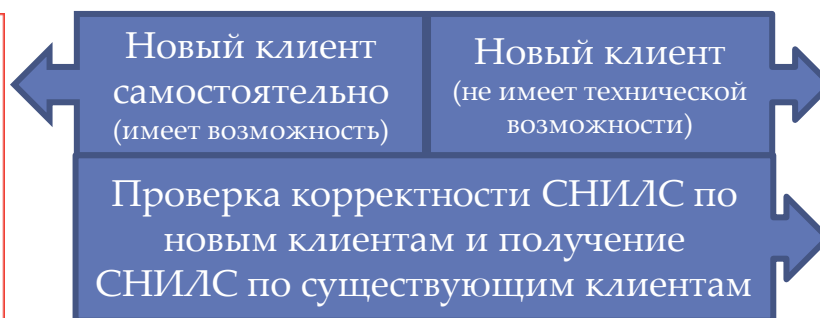 Новый клиент
самостоятельно
(имеет возможность)
Новый клиент
(не имеет технической
возможности)
Проверка корректности СНИЛС по
новым клиентам и получение
СНИЛС по существующим клиентам